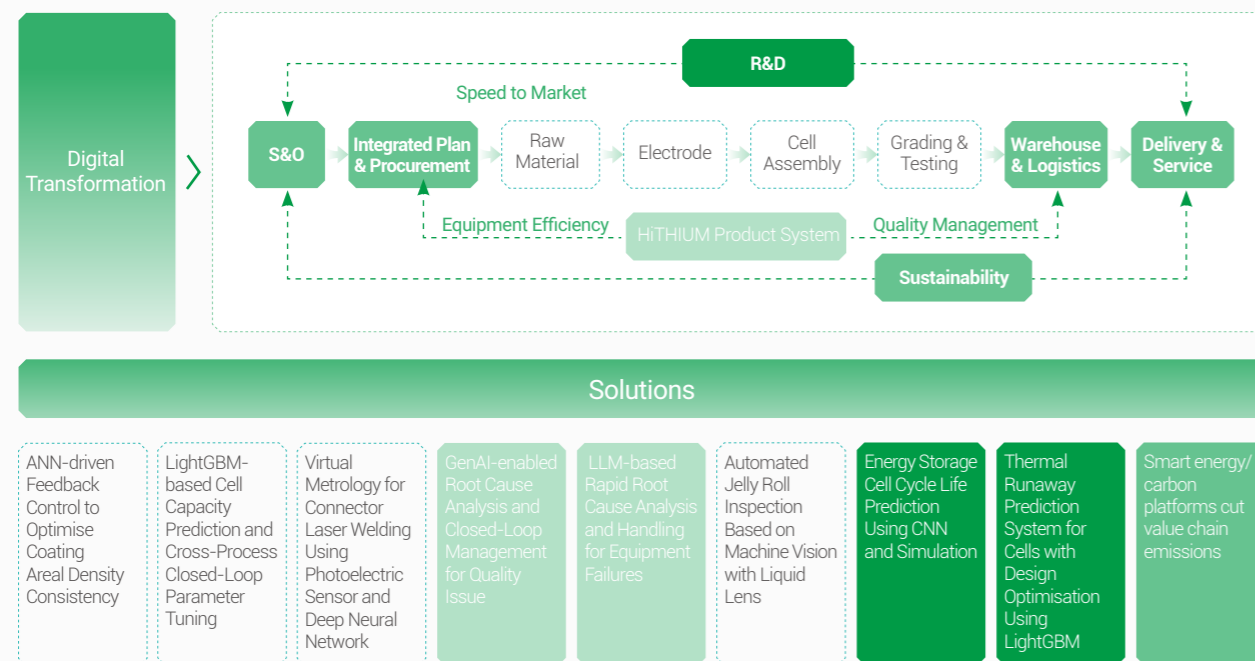 Digital
Transformation
R&D
Speed to Market
S&O
Integrated Plan
& Procurement
Raw
Material
Electrode
Cell
Assembly
Grading &
Testing
Warehouse
& Logistics
Delivery &
Service
Equipment Efficiency
HiTHIUM Product System
Quality Management
Sustainability
Solutions
ANN-driven
Feedback
Control to
Optimise
Coating
Areal Density
Consistency
LightGBM-
based Cell
Capacity
Prediction and
Cross-Process
Closed-Loop
Parameter
Tuning
Virtual
Metrology for
Connector
Laser Welding
Using
Photoelectric
Sensor and
Deep Neural
Network
GenAI-enabled
Root Cause
Analysis and
Closed-Loop
Management
for Quality
Issue
LLM-based
Rapid Root
Cause Analysis
and Handling
for Equipment
Failures
Automated
Jelly Roll
Inspection
Based on
Machine Vision
with Liquid
Lens
Energy Storage
Cell Cycle Life
Prediction
Using CNN
and Simulation
Thermal
Runaway
Prediction
System for
Cells with
Design
Optimisation
Using
LightGBM
Smart energy/
carbon
platforms cut
value chain
emissions